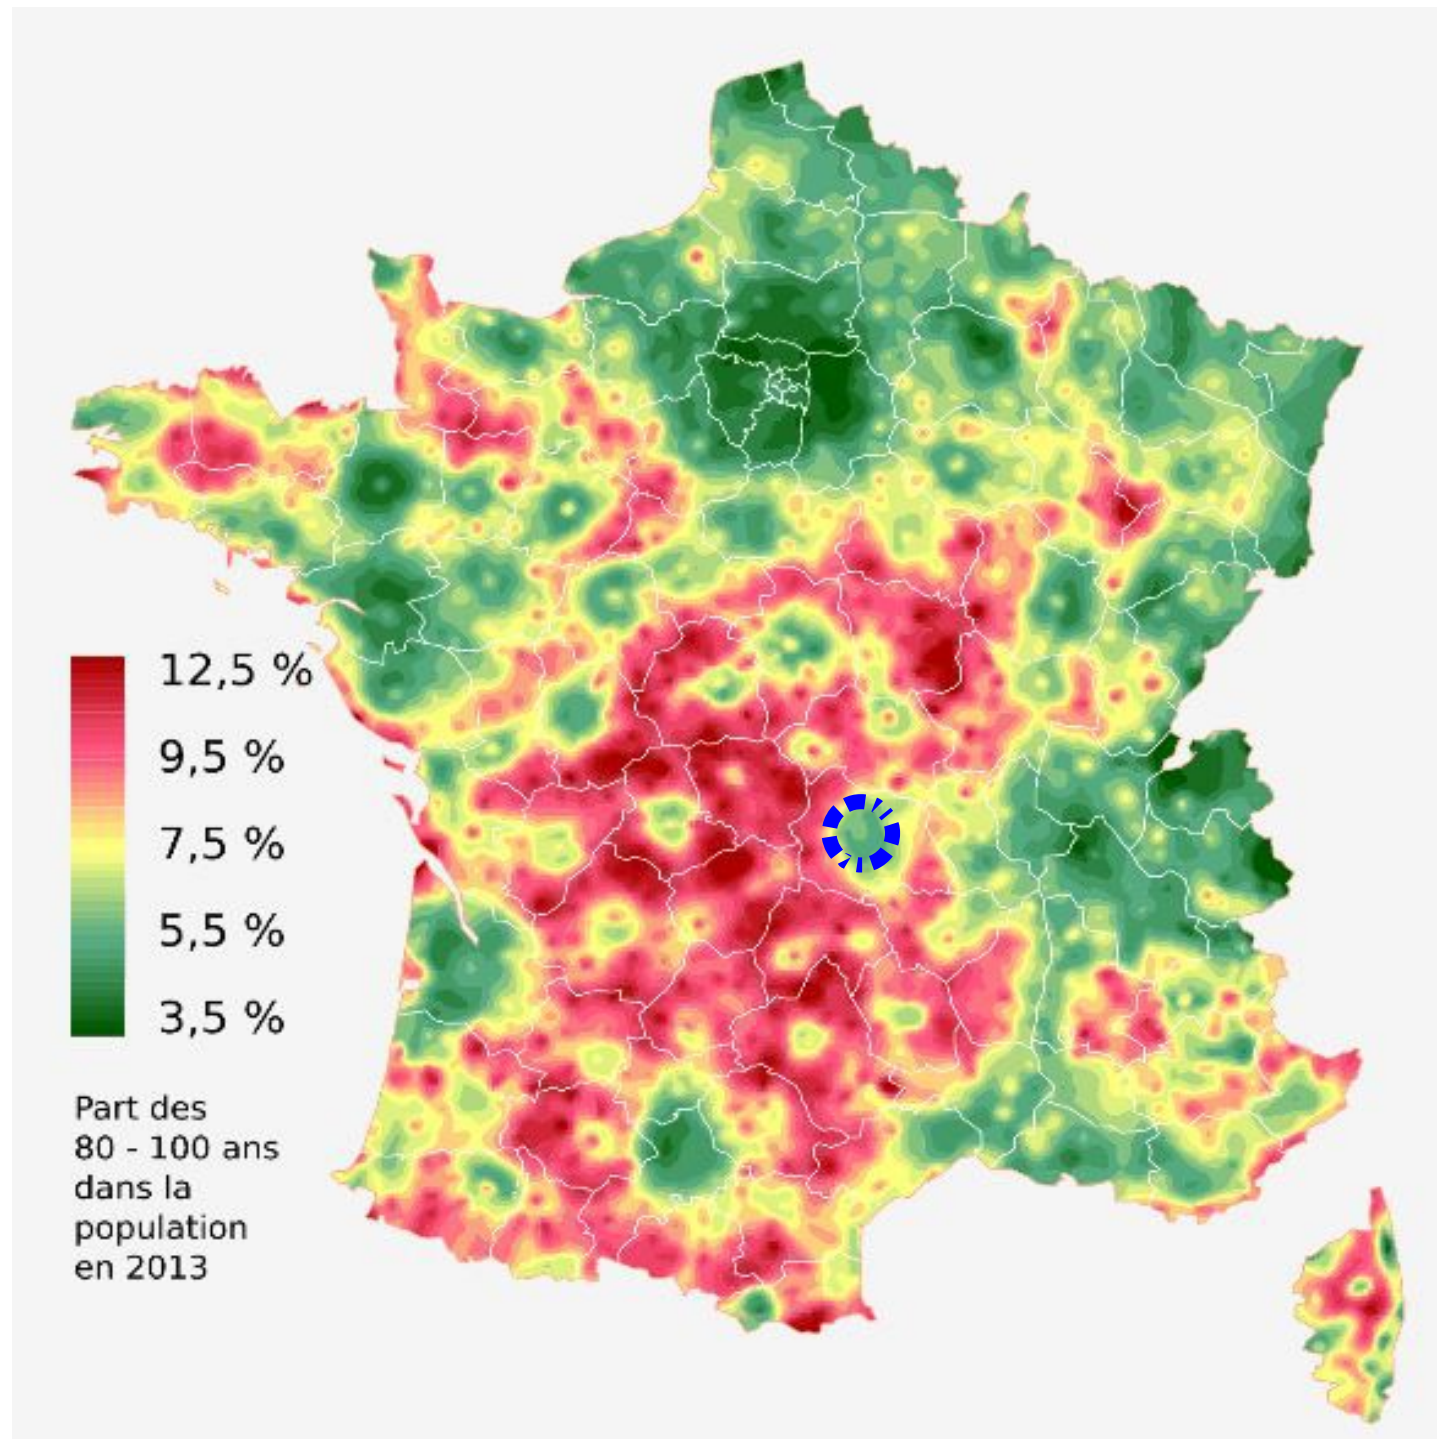 12,5 %
9,5 %
7,5 %
5,5 %
3,5 %
Part des
80 - 100 ans
dans la
population
en 2013